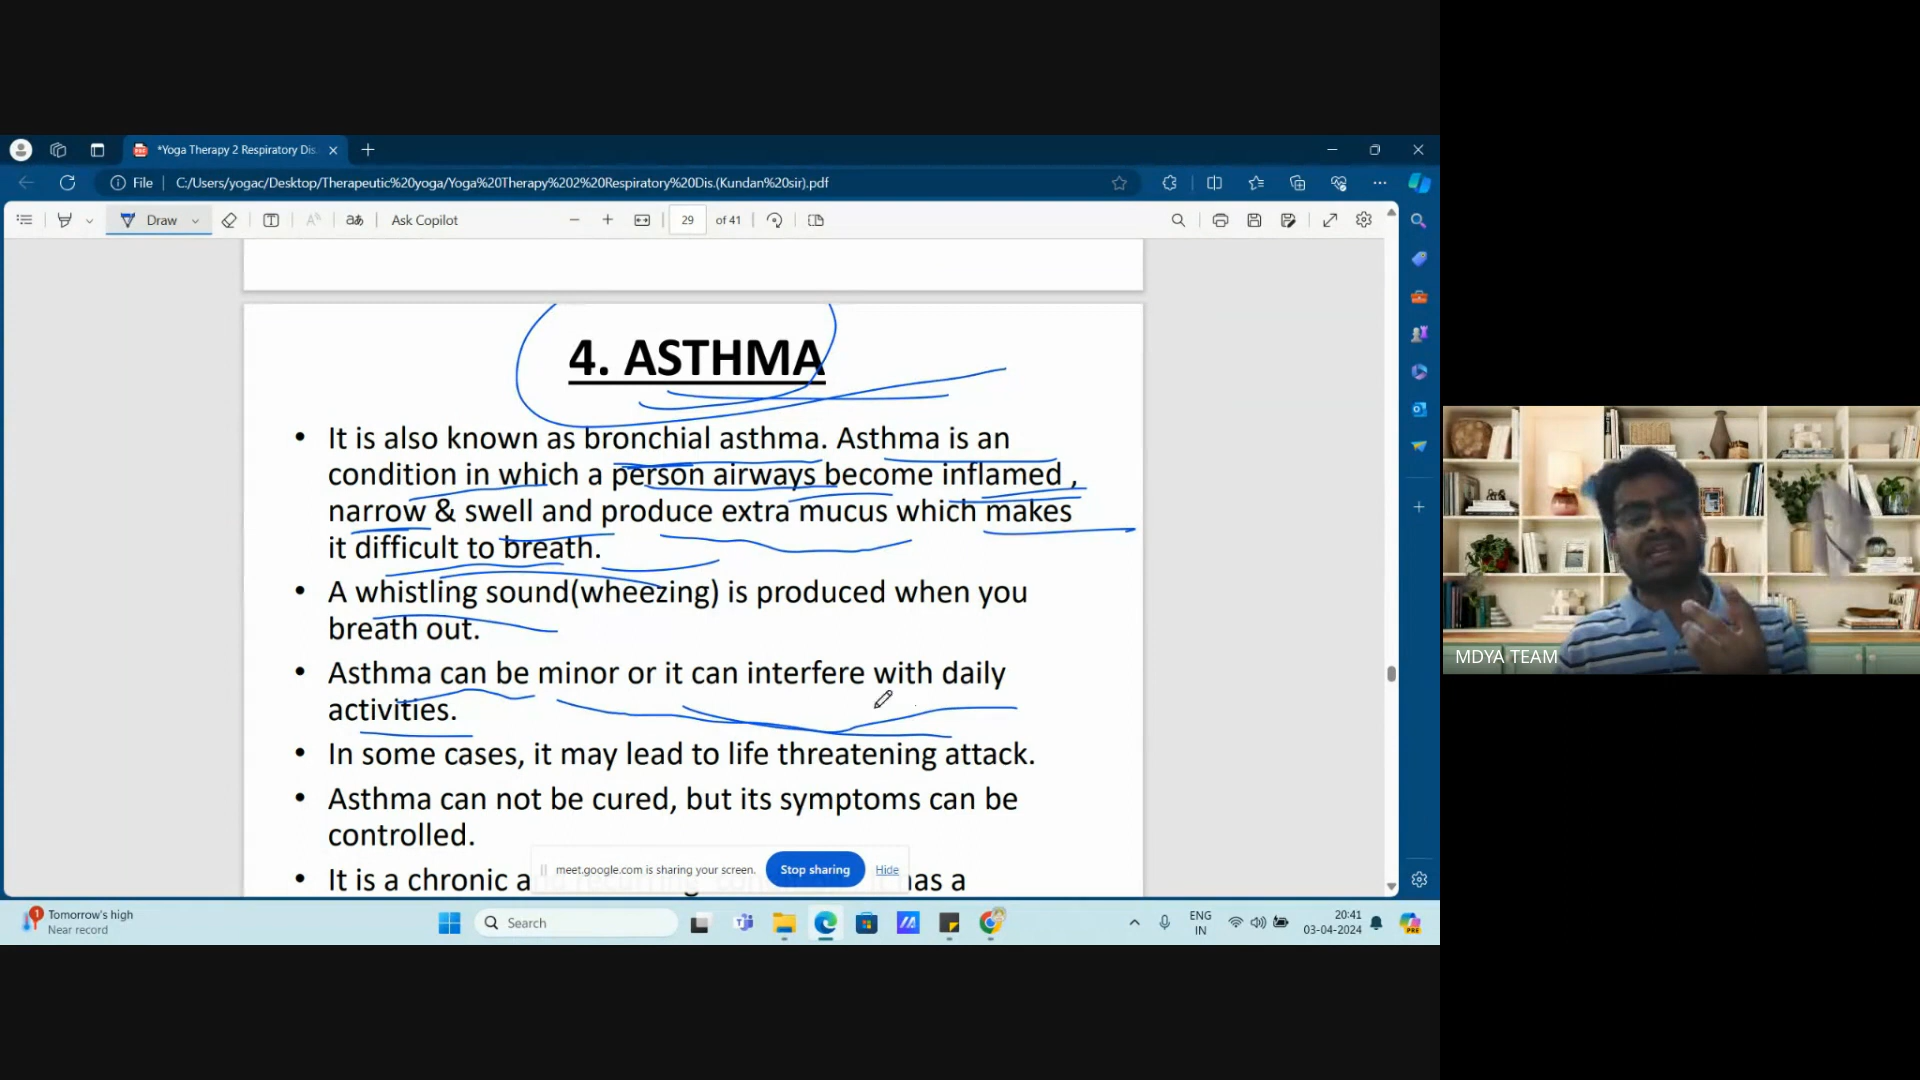 *Yoga Therapy 2 Respiratory Dis
File
C:/Users/yogac/Desktop/Therapeutic%20yoga/Yoga%20Therapy%202%20Respiratory%20Dis.(Kundan%20sir).pdf
Draw
aあ
Ask Copilot
29 of 41
4. ASTHMA
• It is also known as bronchial asthma. Asthma is an
condition in which a person airways become inflamed ,
narrow & swell and produce extra mucus which makes
it difficult to breath.
• A whistling sound(wheezing) is produced when you
breath out.
• Asthma can be minor or it can interfere with daily
activities.
• In some cases, it may lead to life threatening attack.
• Asthma can not be cured, but its symptoms can be
controlled.
• It is a chronic
as a
meet.google.com is sharing your screen.
Stop sharing
Hide
MDYA TEAM
1
Tomorrow's high
Near record
Search
ENG
IN
20:41
03-04-2024
PRE